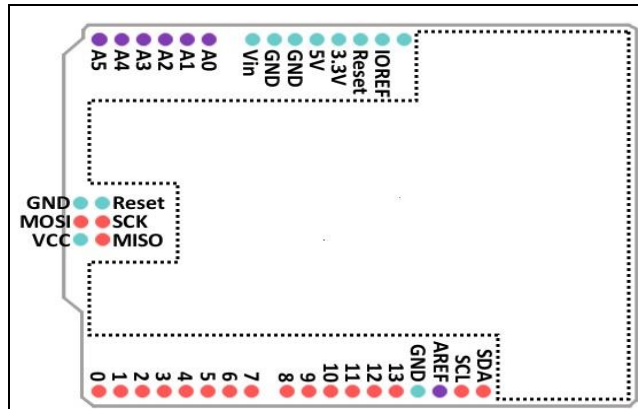 A5 A4 A3 A2 A1 A0 Vin GND GND 5V 3.3V Reset IOREF
GND Reset
MOSI SCK
VCC MISO
0 1 2 3 4 5 6 7 8 9 10 11 12 13 GND AREF SCL SDA